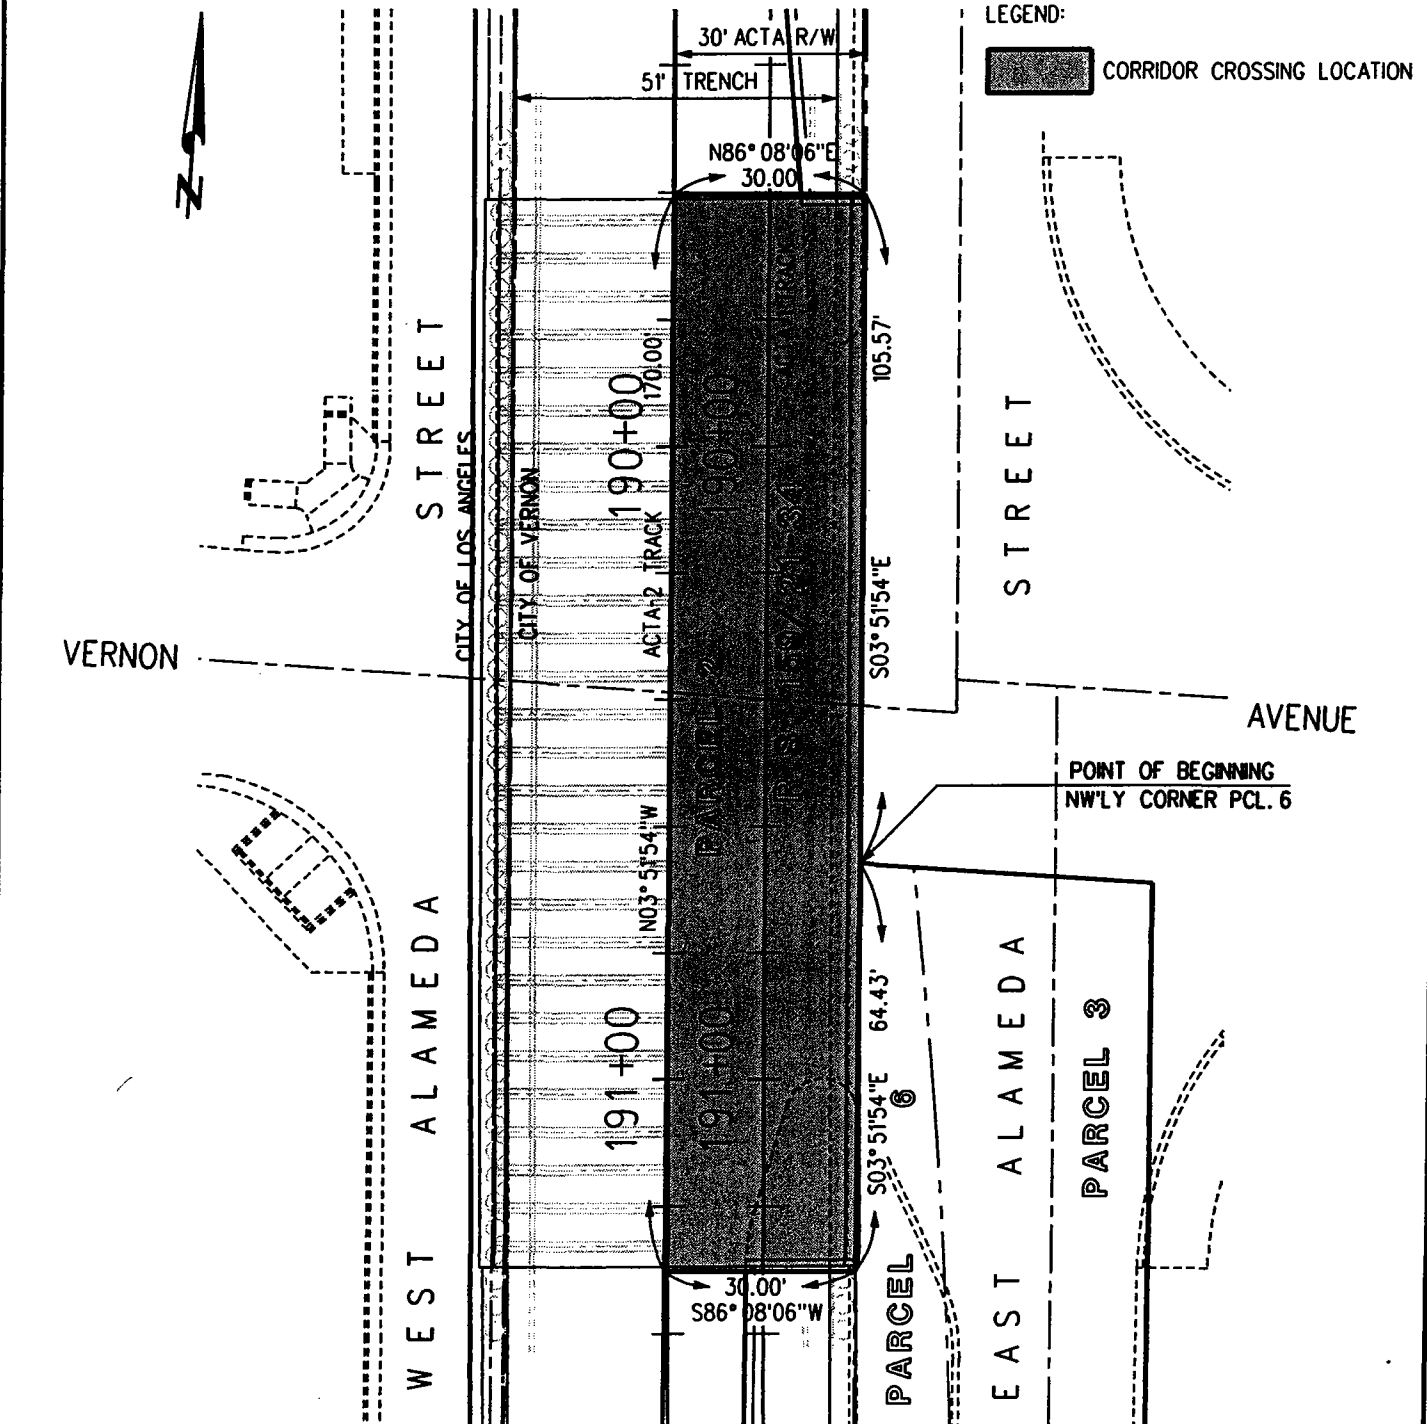 LEGEND:
CORRIDOR CROSSING LOCATION
30' ACTA R/W
51' TRENCH
N86°08'06"E
30.00'
N
STREET
CITY OF LOS ANGELES
CITY OF VERNON
190+00
170.00'
ACTA-2 TRACK
190+00
105.57'
S03°51'54"E
STREET
VERNON
AVENUE
PARCEL 2
POINT OF BEGINNING
NW'LY CORNER PCL. 6
N03°51'54"W
WEST ALAMEDA
191+00
191+00
64.43'
S03°51'54"E
PARCEL 6
EAST ALAMEDA
PARCEL 3
30.00'
S86°08'06"W